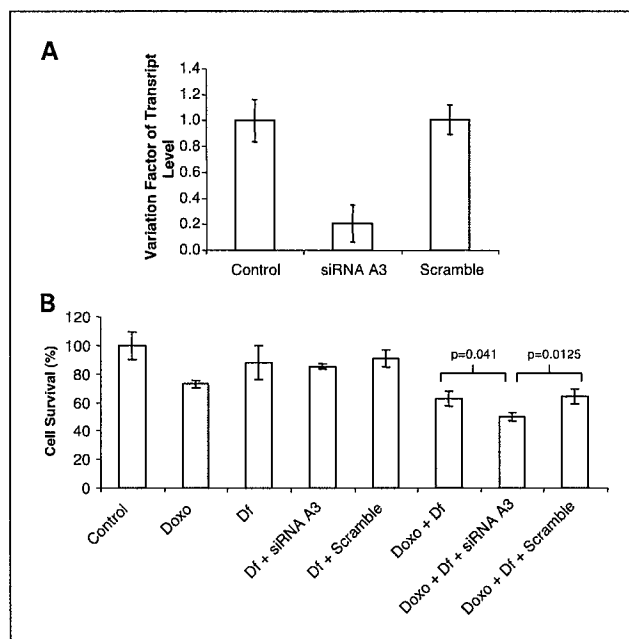 A
Variation Factor of Transcript
Level
1.4
1.2
1.0
0.8
0.6
0.4
0.2
0.0
Control
siRNA A3
Scramble
B
Cell Survival (%)
120
100
80
60
40
20
0
p=0.041
p=0.0125
Control
Doxo
Df
Df + siRNA A3
Df + Scramble
Doxo + Df
Doxo + Df + siRNA A3
Doxo + Df + Scramble